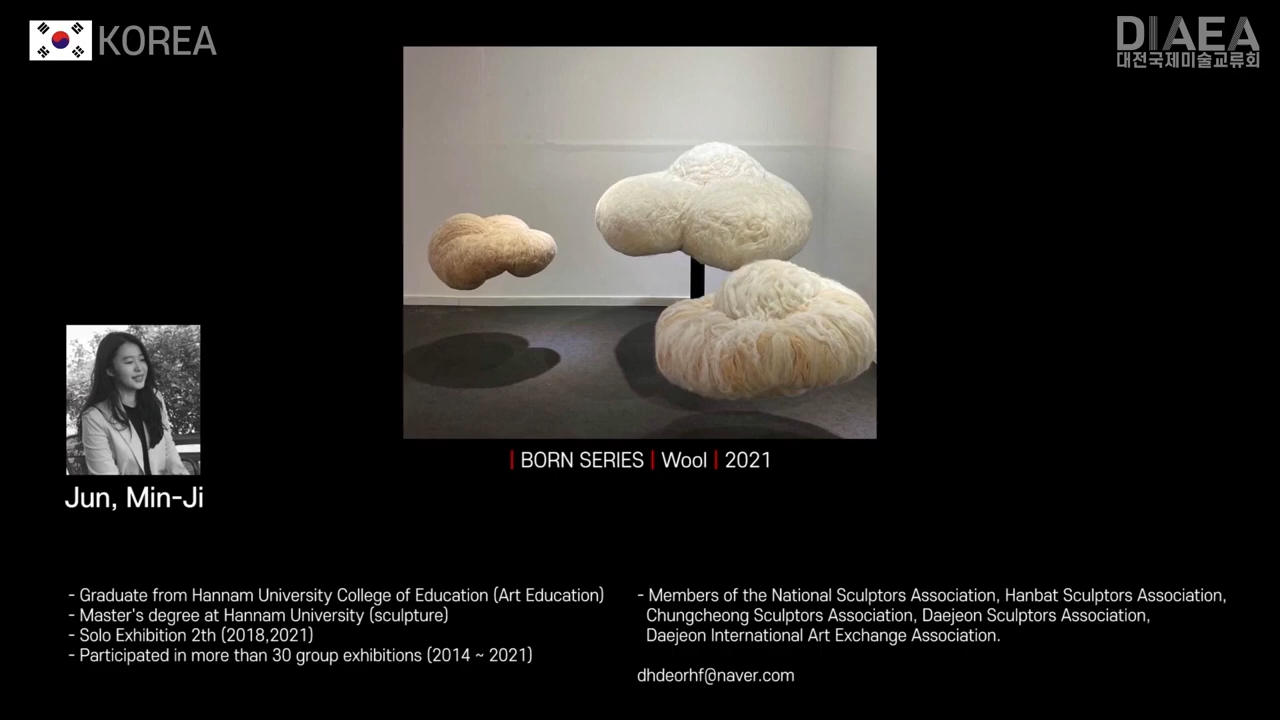 KOREA
DIAEA
대전국제미술교류회
| BORN SERIES | Wool | 2021
Jun, Min-Ji
- Graduate from Hannam University College of Education (Art Education)
- Master's degree at Hannam University (sculpture)
- Solo Exhibition 2th (2018,2021)
- Participated in more than 30 group exhibitions (2014 ~ 2021)
- Members of the National Sculptors Association, Hanbat Sculptors Association,
Chungcheong Sculptors Association, Daejeon Sculptors Association,
Daejeon International Art Exchange Association.
dhdeorhf@naver.com